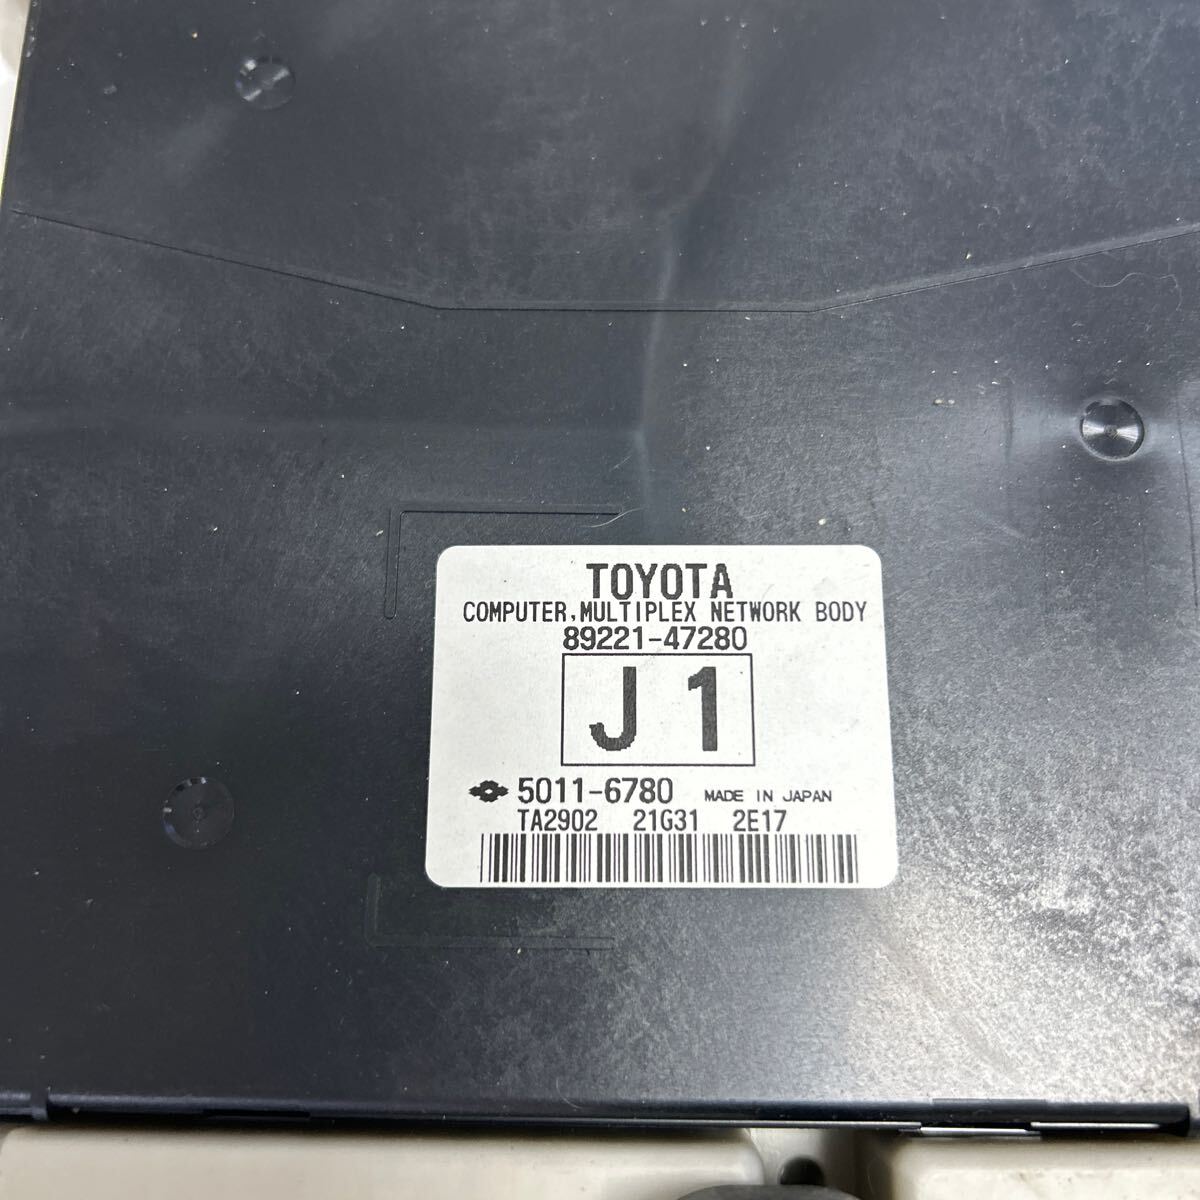 TOYOTA
COMPUTER,MULTIPLEX NETWORK BODY
89221-47280
J1
5011-6780 MADE IN JAPAN
TA2902 21G31 2E17